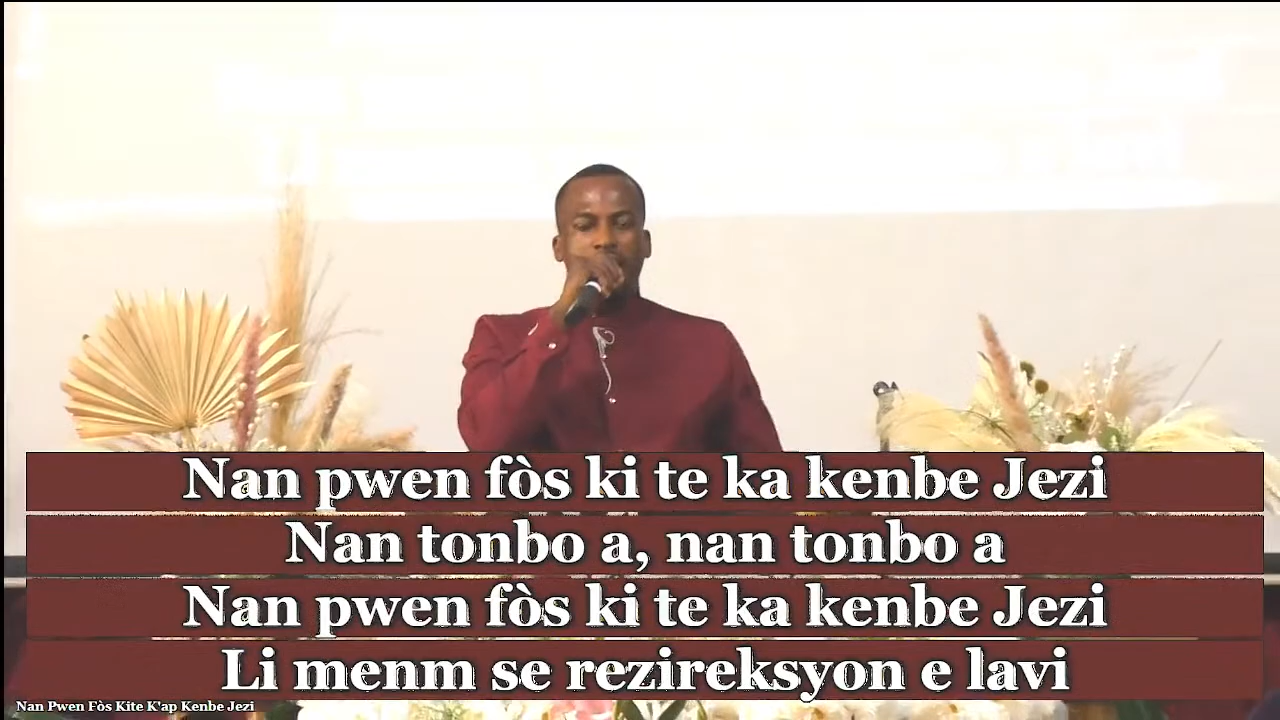 Nan pwen fòs ki te ka kenbe Jezi
Nan tonbo a, nan tonbo a
Nan pwen fòs ki te ka kenbe Jezi
Li menm se rezireksyon e lavi
Nan Pwen Fòs Kite K'ap Kenbe Jezi